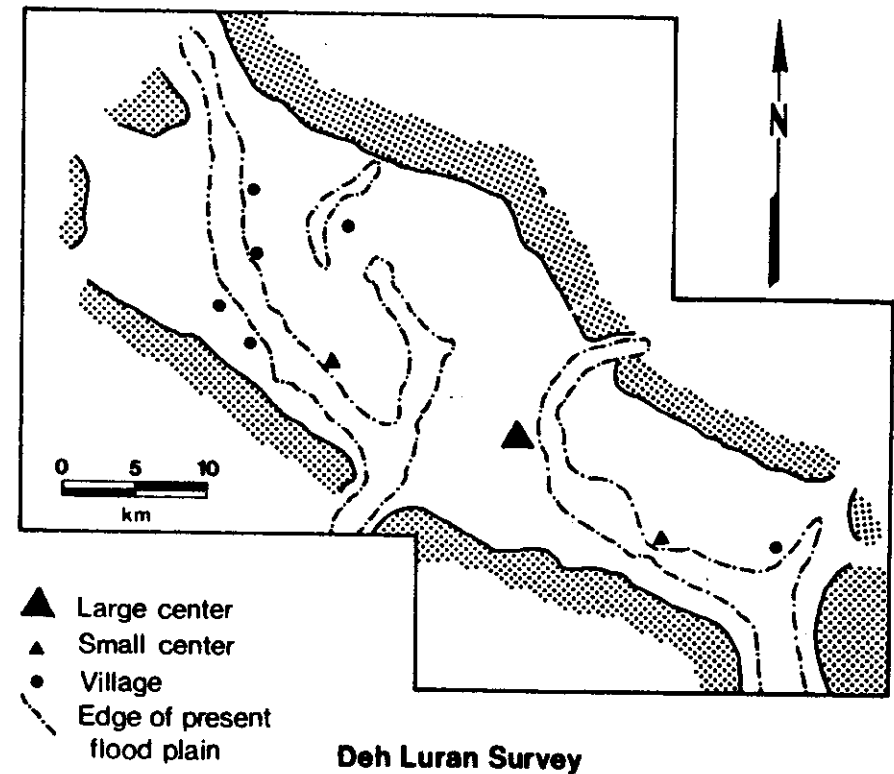 N
0 5 10
km
Large center
Small center
Village
Edge of present
flood plain
Deh Luran Survey